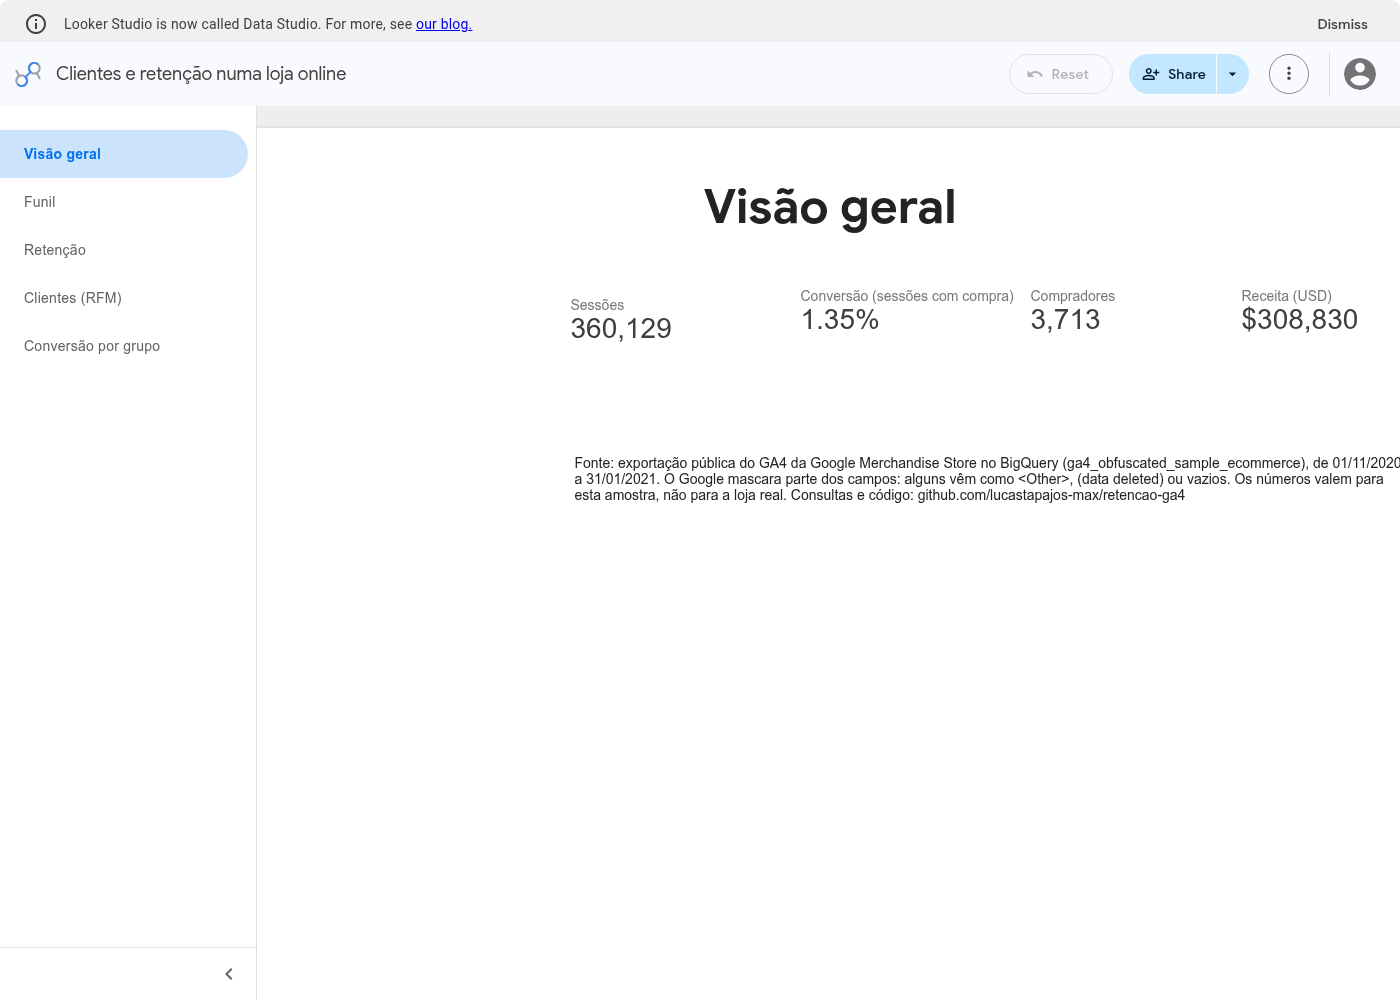 Looker Studio is now called Data Studio. For more, see our blog.
Dismiss
Clientes e retenção numa loja online
Reset
Share
Visão geral
Funil
Retenção
Clientes (RFM)
Conversão por grupo
Visão geral
Sessões
360,129
Conversão (sessões com compra)
1.35%
Compradores
3,713
Receita (USD)
$308,830
Fonte: exportação pública do GA4 da Google Merchandise Store no BigQuery (ga4_obfuscated_sample_ecommerce), de 01/11/2020
a 31/01/2021. O Google mascara parte dos campos: alguns vêm como <Other>, (data deleted) ou vazios. Os números valem para
esta amostra, não para a loja real. Consultas e código: github.com/lucastapajos-max/retencao-ga4